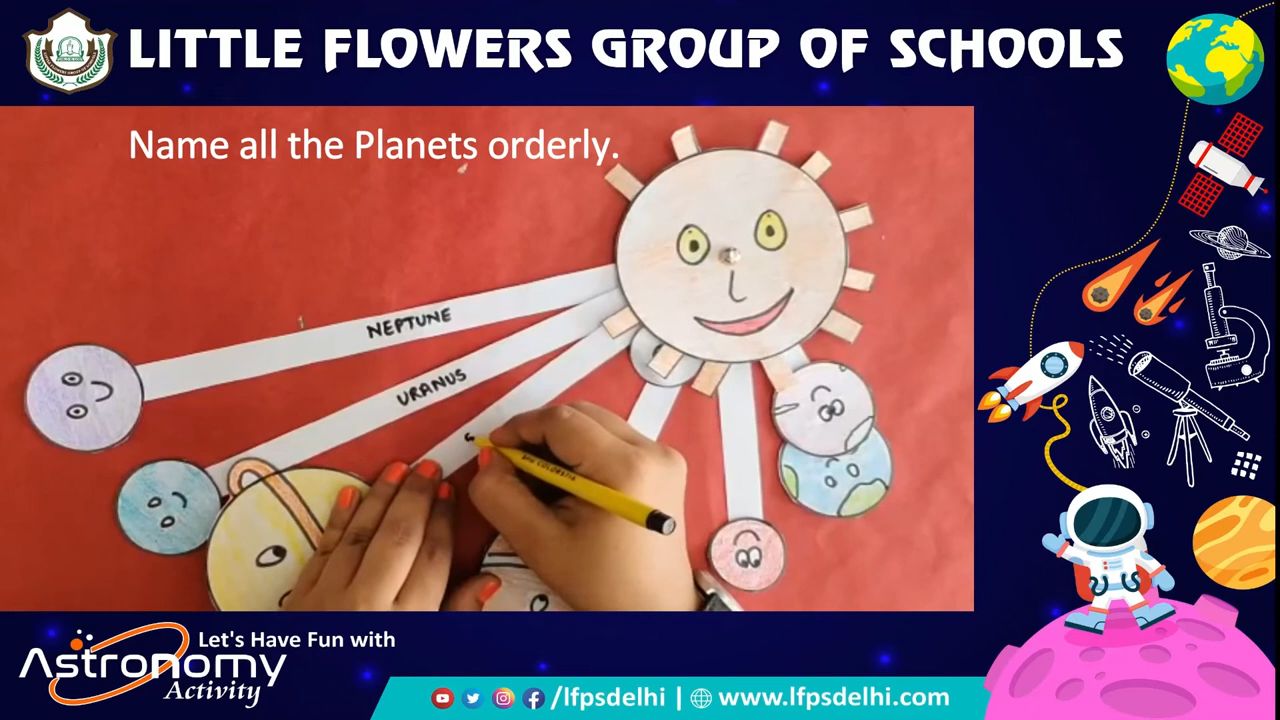 LITTLE FLOWERS GROUP OF SCHOOLS
Name all the Planets orderly.
NEPTUNE
URANUS
Let's Have Fun with
Astronomy
Activity
/lfpsdelhi | www.lfpsdelhi.com